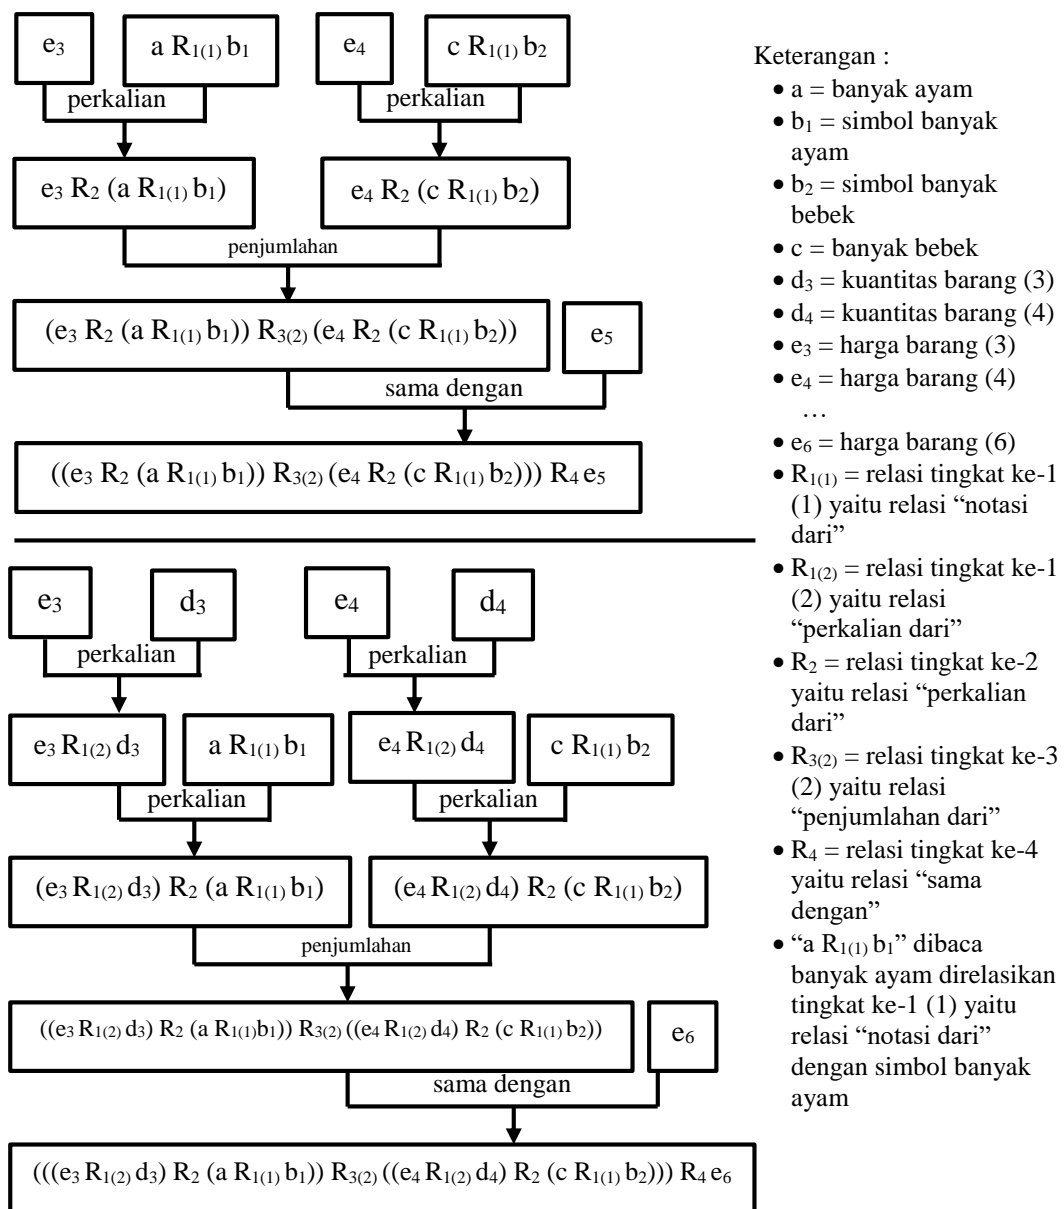 e₃ a R₁₍₁₎ b₁ e₄ c R₁₍₁₎ b₂
perkalian perkalian
e₃ R₂ (a R₁₍₁₎ b₁) e₄ R₂ (c R₁₍₁₎ b₂)
penjumlahan
(e₃ R₂ (a R₁₍₁₎ b₁)) R₃₍₂₎ (e₄ R₂ (c R₁₍₁₎ b₂)) e₅
sama dengan
((e₃ R₂ (a R₁₍₁₎ b₁)) R₃₍₂₎ (e₄ R₂ (c R₁₍₁₎ b₂))) R₄ e₅
e₃ d₃ e₄ d₄
perkalian perkalian
e₃ R₁₍₂₎ d₃ a R₁₍₁₎ b₁ e₄ R₁₍₂₎ d₄ c R₁₍₁₎ b₂
perkalian perkalian
(e₃ R₁₍₂₎ d₃) R₂ (a R₁₍₁₎ b₁) (e₄ R₁₍₂₎ d₄) R₂ (c R₁₍₁₎ b₂)
penjumlahan
((e₃ R₁₍₂₎ d₃) R₂ (a R₁₍₁₎b₁)) R₃₍₂₎ ((e₄ R₁₍₂₎ d₄) R₂ (c R₁₍₁₎ b₂)) e₆
sama dengan
(((e₃ R₁₍₂₎ d₃) R₂ (a R₁₍₁₎ b₁)) R₃₍₂₎ ((e₄ R₁₍₂₎ d₄) R₂ (c R₁₍₁₎ b₂))) R₄ e₆
Keterangan :
• a = banyak ayam
• b₁ = simbol banyak
ayam
• b₂ = simbol banyak
bebek
• c = banyak bebek
• d₃ = kuantitas barang (3)
• d₄ = kuantitas barang (4)
• e₃ = harga barang (3)
• e₄ = harga barang (4)
…
• e₆ = harga barang (6)
• R₁₍₁₎ = relasi tingkat ke-1
(1) yaitu relasi “notasi
dari”
• R₁₍₂₎ = relasi tingkat ke-1
(2) yaitu relasi
“perkalian dari”
• R₂ = relasi tingkat ke-2
yaitu relasi “perkalian
dari”
• R₃₍₂₎ = relasi tingkat ke-3
(2) yaitu relasi
“penjumlahan dari”
• R₄ = relasi tingkat ke-4
yaitu relasi “sama
dengan”
• “a R₁₍₁₎ b₁” dibaca
banyak ayam direlasikan
tingkat ke-1 (1) yaitu
relasi “notasi dari”
dengan simbol banyak
ayam